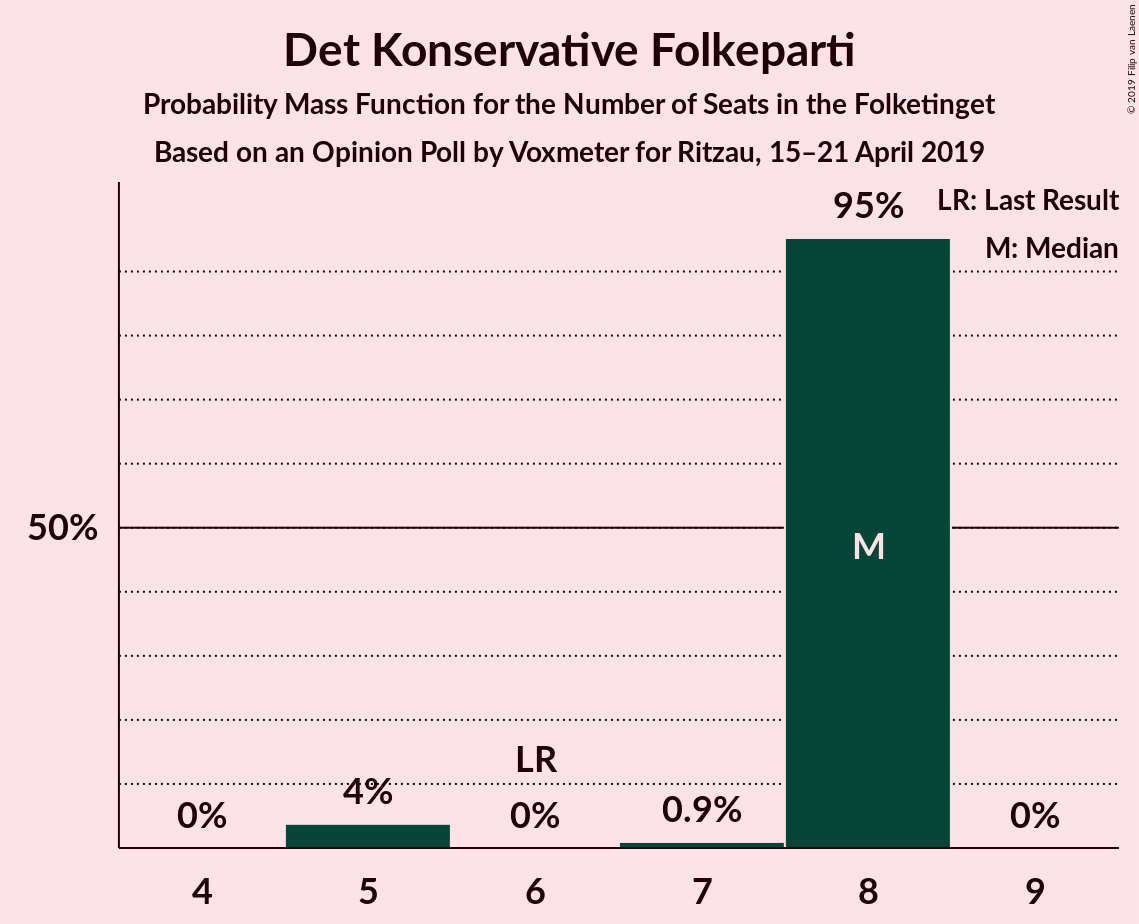 Det Konservative Folkeparti
Probability Mass Function for the Number of Seats in the Folketinget
Based on an Opinion Poll by Voxmeter for Ritzau, 15–21 April 2019
© 2019 Filip van Laenen
LR: Last Result
M: Median
95%
50%
M
LR
0%
4%
0%
0.9%
0%
4
5
6
7
8
9